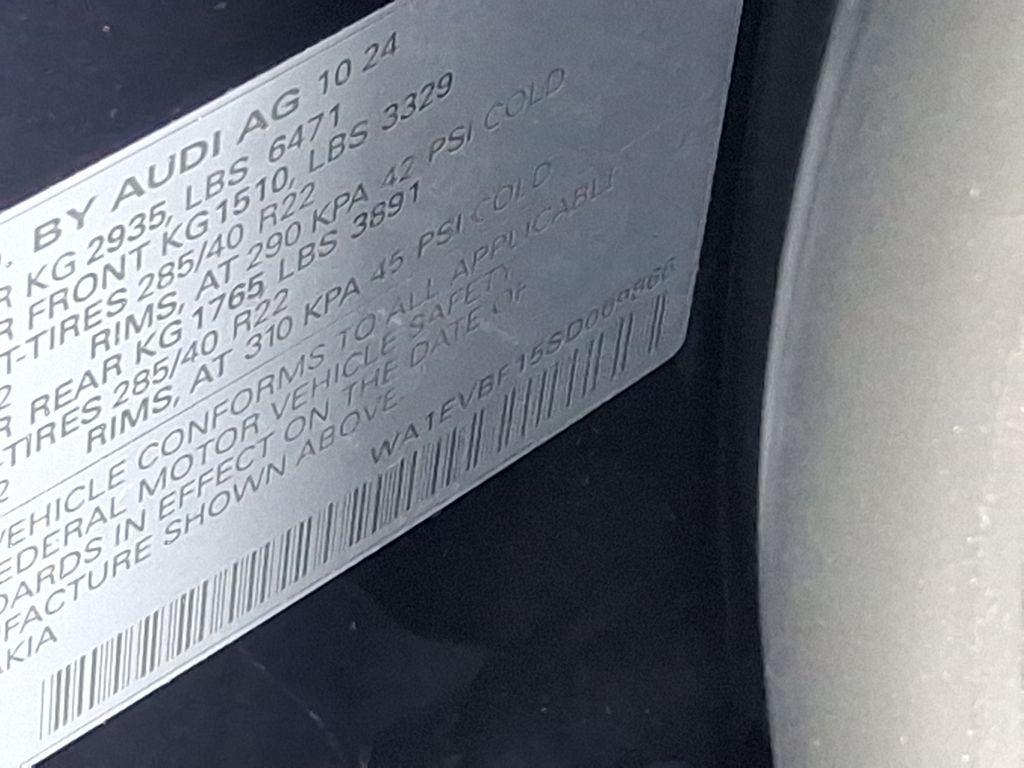 BY AUDI AG 10 24
R KG 2935, LBS 6471
R FRONT KG1510, LBS 3329
T-TIRES 285/40 R22
2 RIMS, AT 290 KPA 42 PSI COLD
R REAR KG 1765, LBS 3891
-TIRES 285/40 R22
2 RIMS, AT 310 KPA 45 PSI COLD
VEHICLE CONFORMS TO ALL APPLICABLE
EDERAL MOTOR VEHICLE SAFETY
DARDS IN EFFECT ON THE DATE OF
FACTURE SHOWN ABOVE.
AKIA